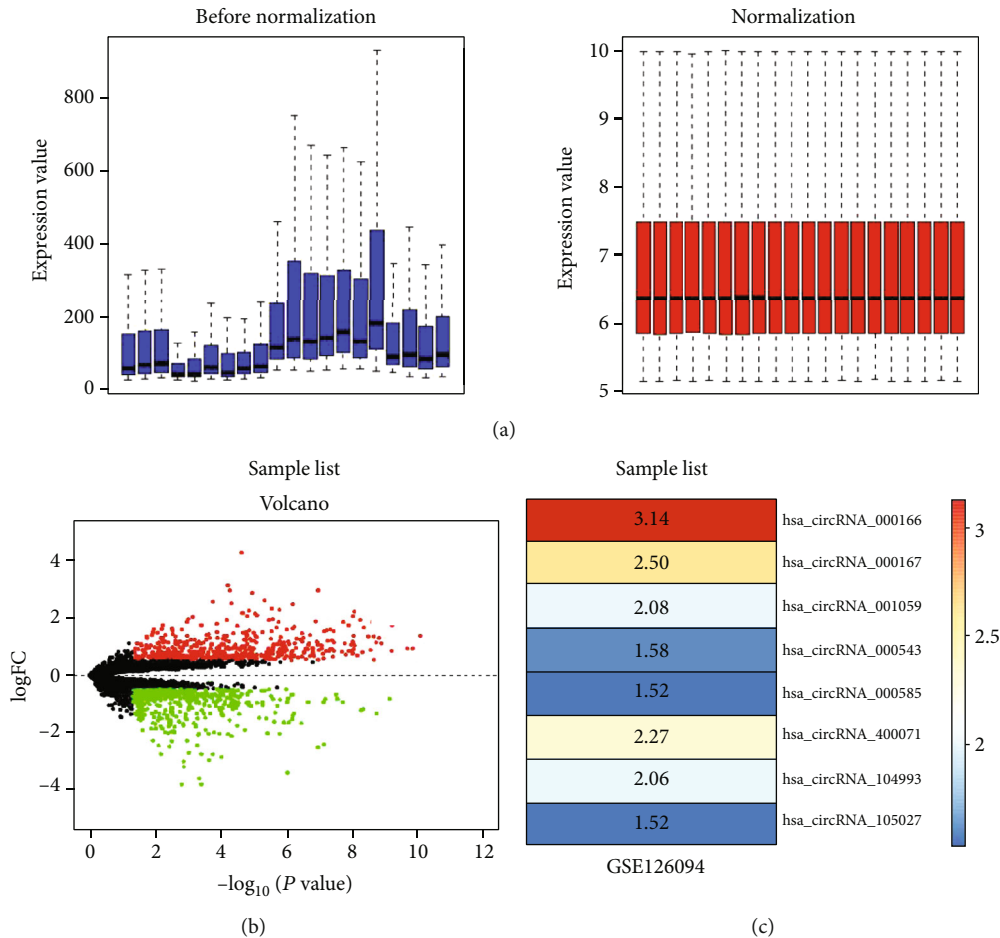 Before normalization
Expression value
800
600
400
200
0
Normalization
Expression value
10
9
8
7
6
5
(a)
Sample list
Volcano
logFC
4
2
0
−2
−4
0 2 4 6 8 10 12
−log10 (P value)
(b)
Sample list
3.14 hsa_circRNA_000166
2.50 hsa_circRNA_000167
2.08 hsa_circRNA_001059
1.58 hsa_circRNA_000543
1.52 hsa_circRNA_000585
2.27 hsa_circRNA_400071
2.06 hsa_circRNA_104993
1.52 hsa_circRNA_105027
GSE126094
3
2.5
2
(c)